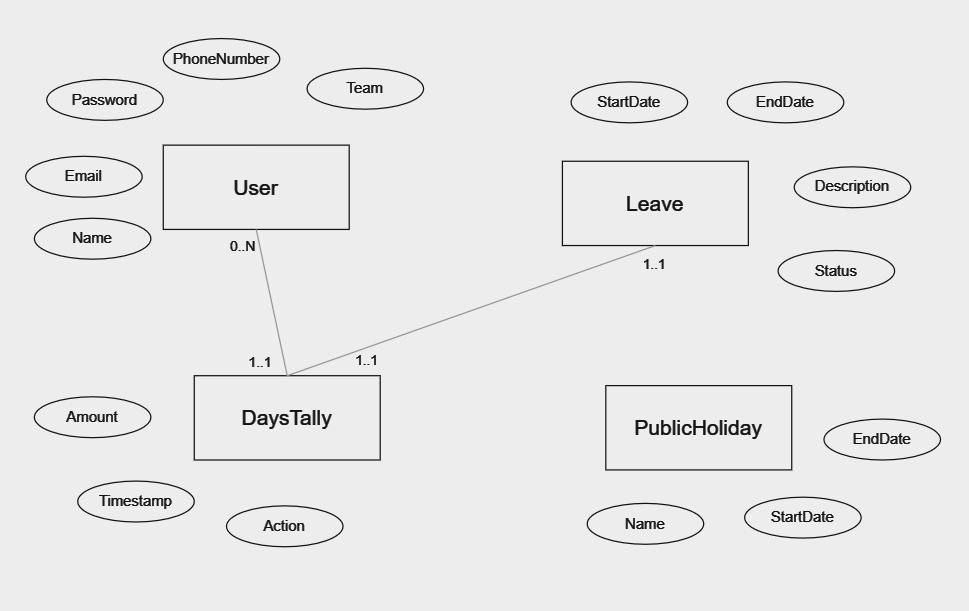 PhoneNumber
Team
Password
StartDate
EndDate
Email
User
Description
Leave
Name
0..N
1..1
Status
1..1
1..1
Amount
DaysTally
PublicHoliday
EndDate
Timestamp
Action
Name
StartDate